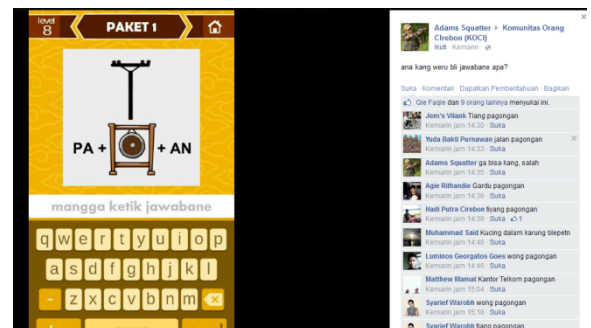 level
8
PAKET 1
PA + + AN
mangga ketik jawabane
q w e r t y u i o p
a s d f g h j k l
- z x c v b n m
Adams Squatter ▸ Komunitas Orang
CIrebon (KOCI)
Ikuti · Kemarin ·
ana kang weru bli jawabane apa?
Suka · Komentari · Dapatkan Pemberitahuan · Bagikan
Qie Faqie dan 9 orang lainnya menyukai ini.
Jem's Vilank Tiang pagongan
Kemarin jam 14:30 · Suka
Yuda Bakti Purnawan jalan pagongan
Kemarin jam 14:33 · Suka
Adams Squatter ga bisa kang, salah
Kemarin jam 14:35 · Suka
Agie Rithandie Gardu pagongan
Kemarin jam 14:36 · Suka
Hadi Putra Cirebon tiyang pagongan
Kemarin jam 14:39 · Suka · 1
Muhammad Said Kucing dalam karung blepetn
Kemarin jam 14:40 · Suka
Luminos Georgatos Goes wong pagongan
Kemarin jam 14:46 · Suka
Matthew Mamat Kantor Telkom pagongan
Kemarin jam 15:04 · Suka
Syarief Warobh wong pagongan
Kemarin jam 15:18 · Suka
Syarief Warobh tiang pagongan